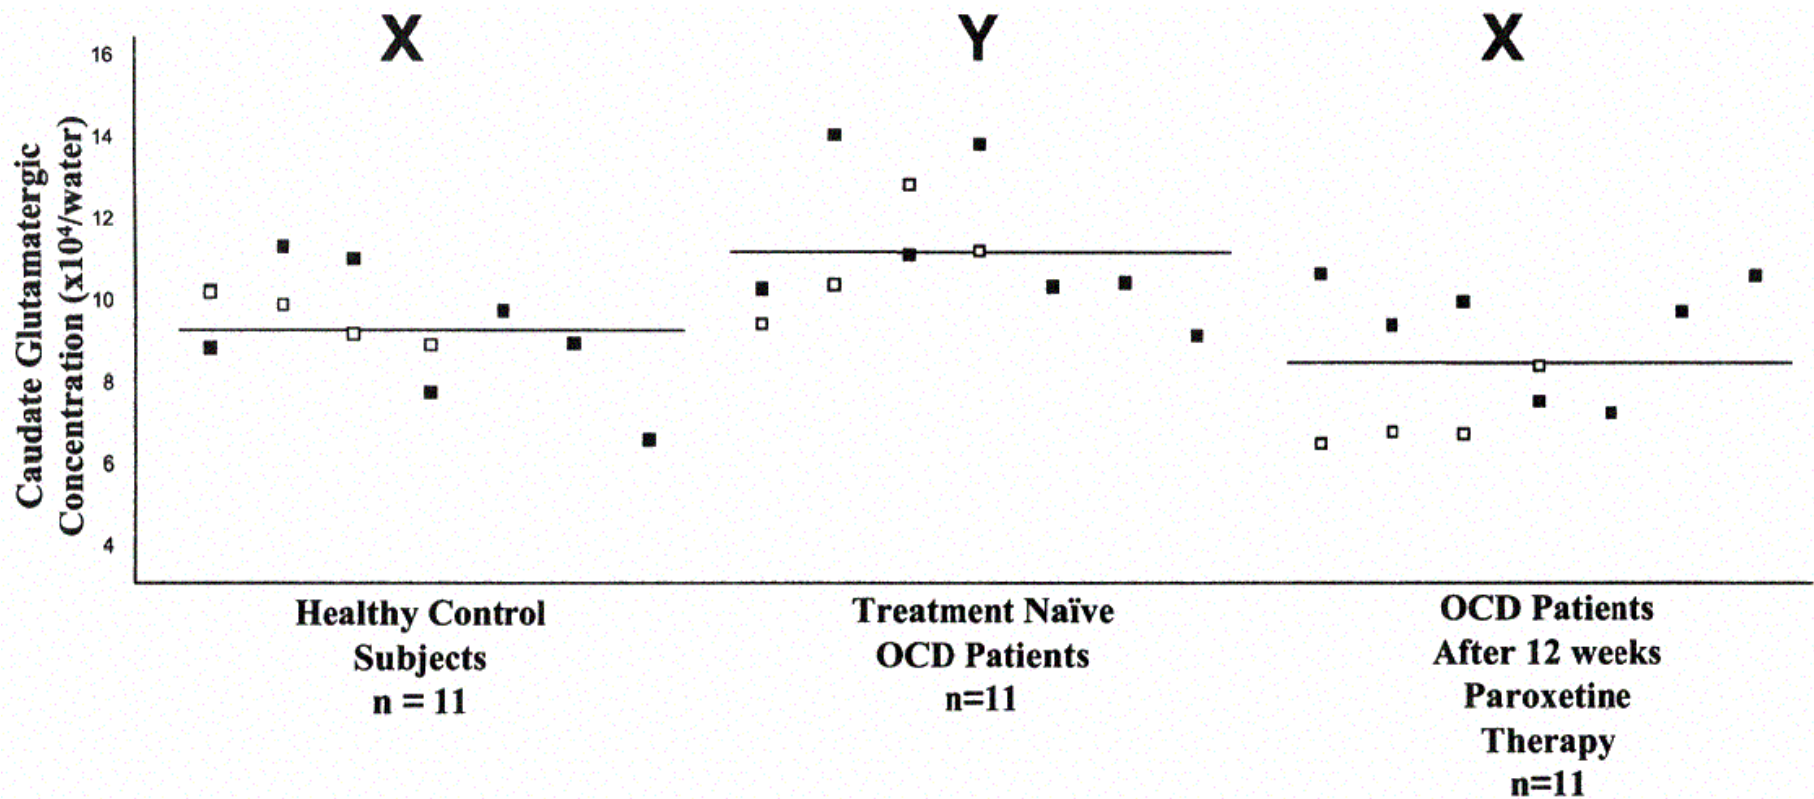 X
Y
X
16
14
12
10
8
6
4
Caudate Glutamatergic
Concentration (x10⁴/water)
Healthy Control
Subjects
n = 11
Treatment Naïve
OCD Patients
n=11
OCD Patients
After 12 weeks
Paroxetine
Therapy
n=11